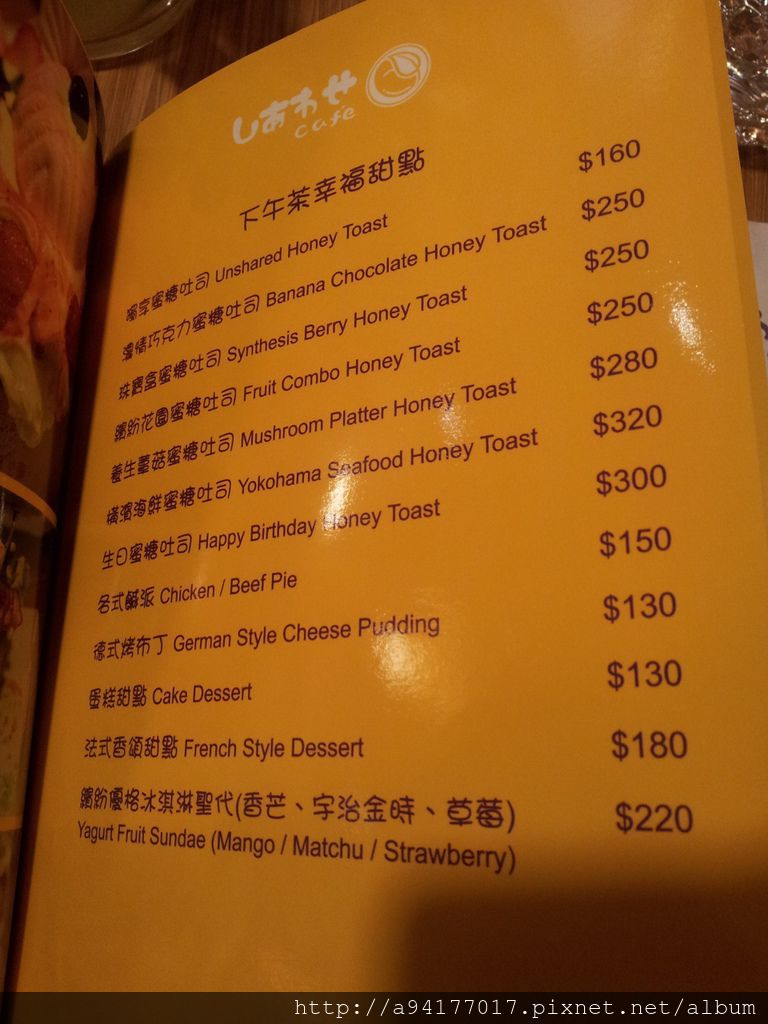 しあわせ
cafe
下午茶幸福甜點
獨享蜜糖吐司 Unshared Honey Toast $160
濃情巧克力蜜糖吐司 Banana Chocolate Honey Toast $250
珠寶盒蜜糖吐司 Synthesis Berry Honey Toast $250
繽紛花園蜜糖吐司 Fruit Combo Honey Toast $250
養生蕈菇蜜糖吐司 Mushroom Platter Honey Toast $280
橫濱海鮮蜜糖吐司 Yokohama Seafood Honey Toast $320
生日蜜糖吐司 Happy Birthday Honey Toast $300
各式鹹派 Chicken / Beef Pie $150
德式烤布丁 German Style Cheese Pudding $130
蛋糕甜點 Cake Dessert $130
法式香頌甜點 French Style Dessert $180
繽紛優格冰淇淋聖代(香芒、宇治金時、草莓) $220
Yagurt Fruit Sundae (Mango / Matchu / Strawberry)
http://a94177017.pixnet.net/album